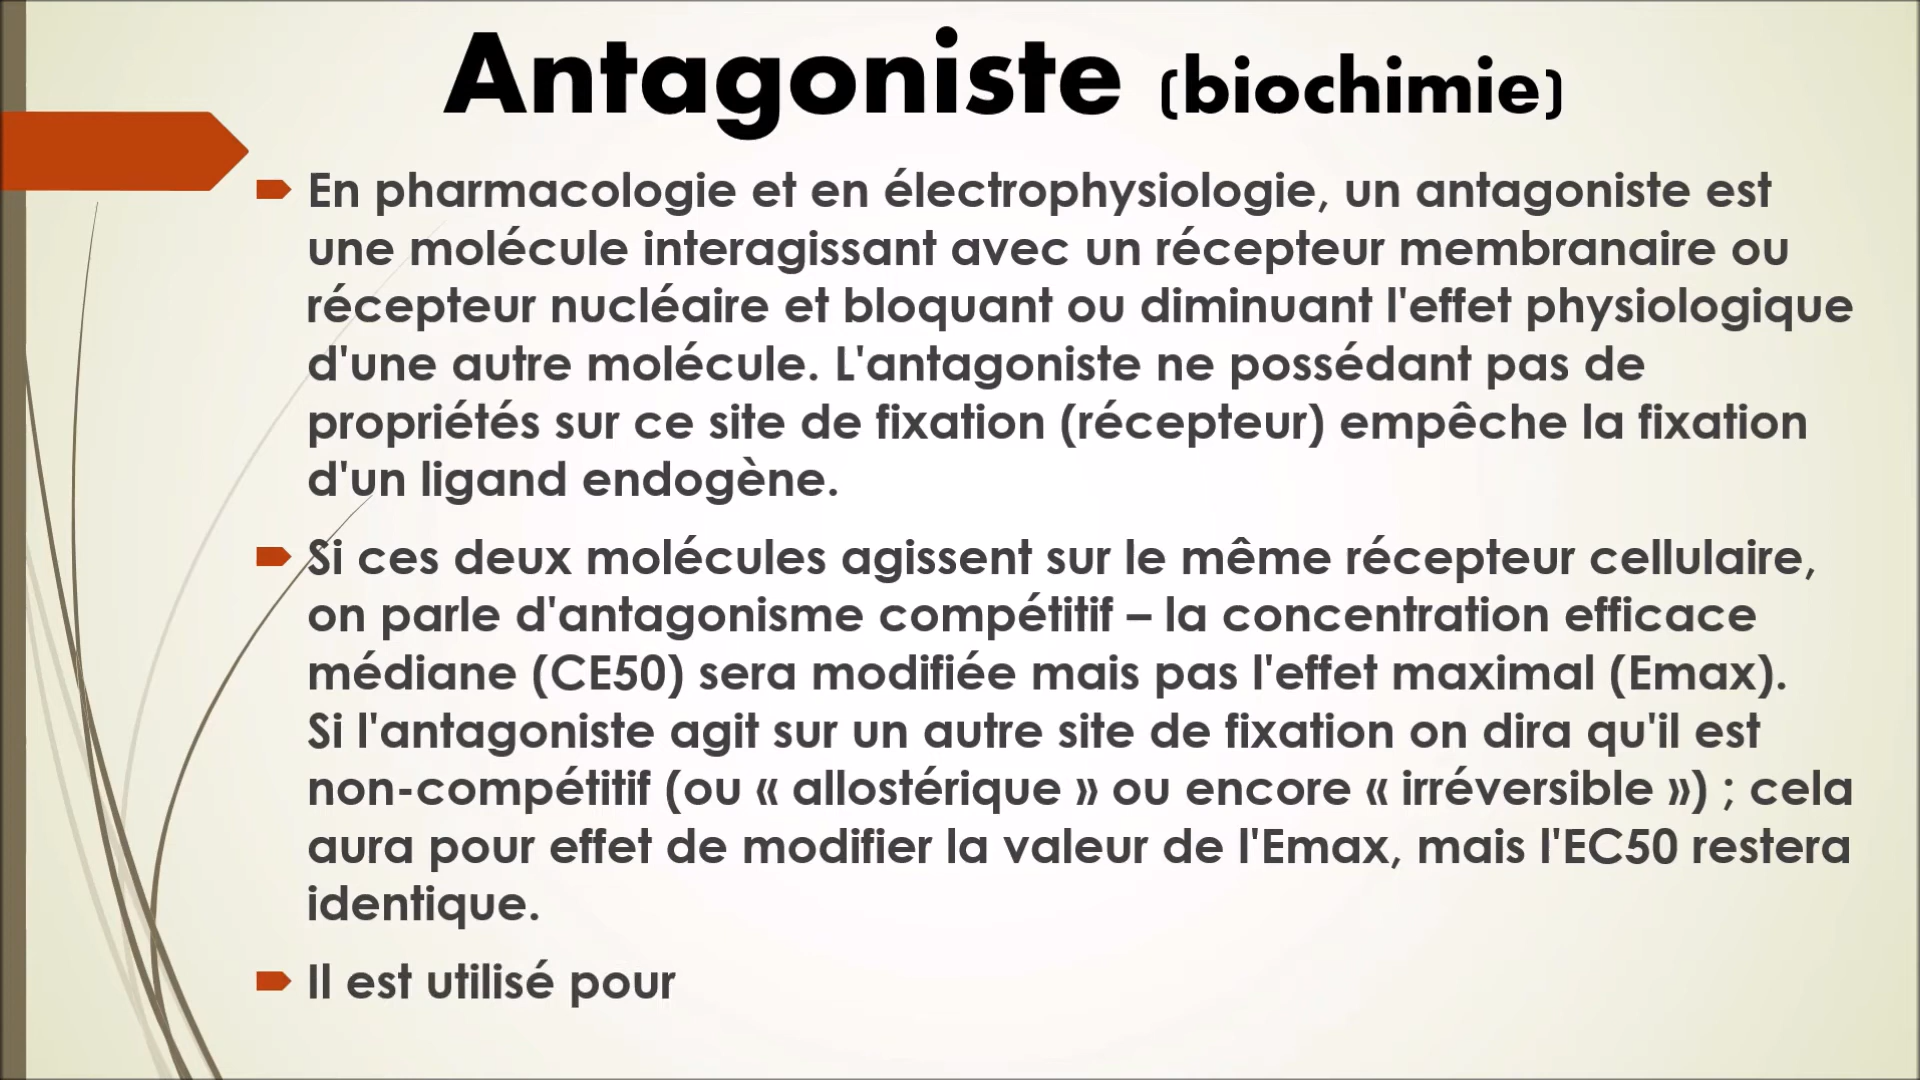 Antagoniste (biochimie)
En pharmacologie et en électrophysiologie, un antagoniste est
une molécule interagissant avec un récepteur membranaire ou
récepteur nucléaire et bloquant ou diminuant l'effet physiologique
d'une autre molécule. L'antagoniste ne possédant pas de
propriétés sur ce site de fixation (récepteur) empêche la fixation
d'un ligand endogène.
Si ces deux molécules agissent sur le même récepteur cellulaire,
on parle d'antagonisme compétitif – la concentration efficace
médiane (CE50) sera modifiée mais pas l'effet maximal (Emax).
Si l'antagoniste agit sur un autre site de fixation on dira qu'il est
non-compétitif (ou « allostérique » ou encore « irréversible ») ; cela
aura pour effet de modifier la valeur de l'Emax, mais l'EC50 restera
identique.
Il est utilisé pour